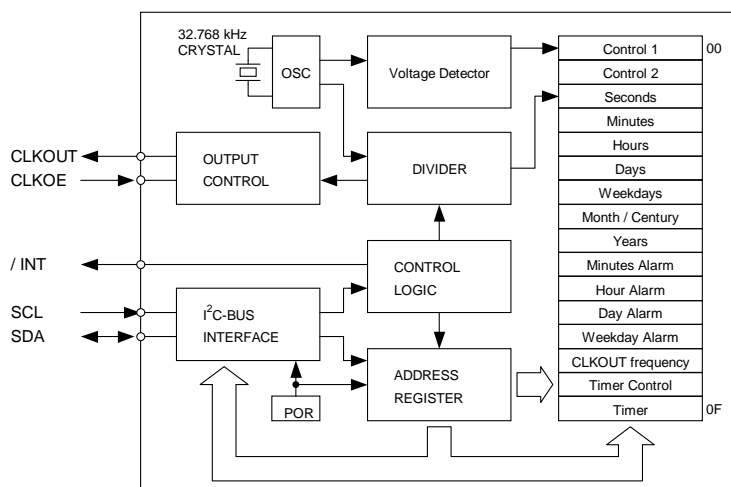 32.768 kHz
CRYSTAL
OSC
Voltage Detector
CLKOUT
CLKOE
OUTPUT
CONTROL
DIVIDER
/ INT
CONTROL
LOGIC
SCL
SDA
I²C-BUS
INTERFACE
ADDRESS
REGISTER
POR
Control 1
00
Control 2
Seconds
Minutes
Hours
Days
Weekdays
Month / Century
Years
Minutes Alarm
Hour Alarm
Day Alarm
Weekday Alarm
CLKOUT frequency
Timer Control
Timer
0F